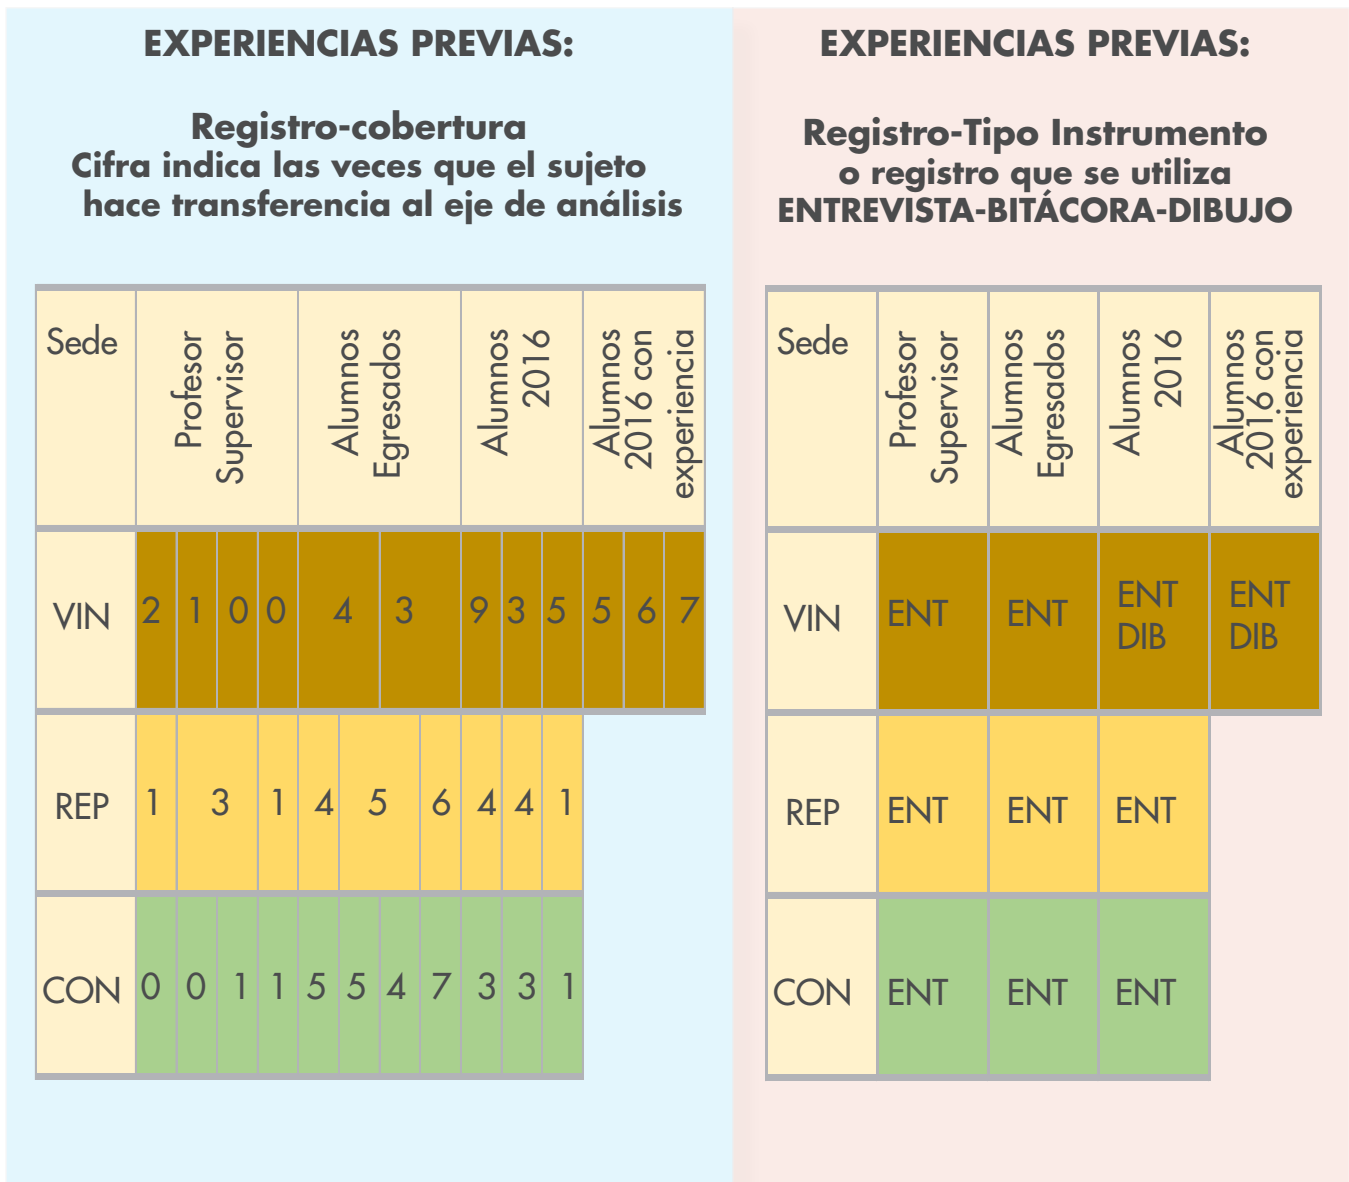 EXPERIENCIAS PREVIAS:
Registro-cobertura
Cifra indica las veces que el sujeto
hace transferencia al eje de análisis
Sede
Profesor
Supervisor
Alumnos
Egresados
Alumnos
2016
Alumnos
2016 con
experiencia
VIN 2 1 0 0 4 3 9 3 5 5 6 7
REP 1 3 1 4 5 6 4 4 1
CON 0 0 1 1 5 5 4 7 3 3 1
EXPERIENCIAS PREVIAS:
Registro-Tipo Instrumento
o registro que se utiliza
ENTREVISTA-BITÁCORA-DIBUJO
Sede
Profesor
Supervisor
Alumnos
Egresados
Alumnos
2016
Alumnos
2016 con
experiencia
VIN ENT ENT ENT ENT
DIB DIB
REP ENT ENT ENT
CON ENT ENT ENT